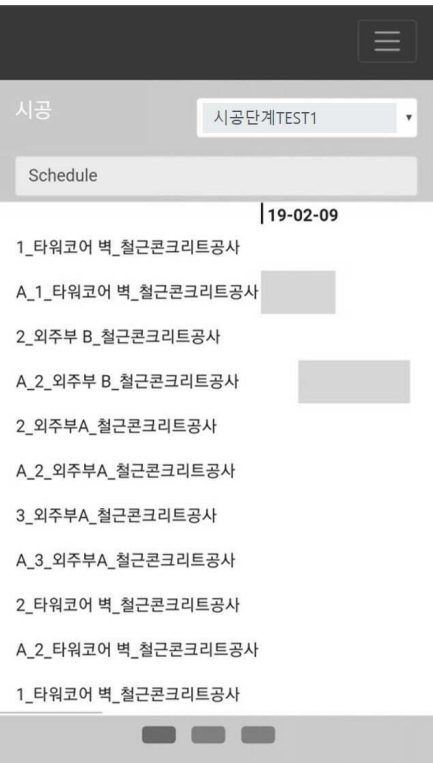 시공
시공단계TEST1
Schedule
19-02-09
1_타워코어 벽_철근콘크리트공사
A_1_타워코어 벽_철근콘크리트공사
2_외주부 B_철근콘크리트공사
A_2_외주부 B_철근콘크리트공사
2_외주부A_철근콘크리트공사
A_2_외주부A_철근콘크리트공사
3_외주부A_철근콘크리트공사
A_3_외주부A_철근콘크리트공사
2_타워코어 벽_철근콘크리트공사
A_2_타워코어 벽_철근콘크리트공사
1_타워코어 벽_철근콘크리트공사